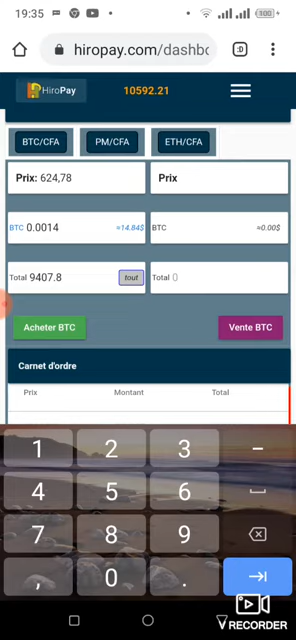 19:35
100
hiropay.com/dashbo
:D
HiroPay
10592.21
BTC/CFA
PM/CFA
ETH/CFA
Prix: 624,78
Prix
BTC 0.0014 ≈14.84$
BTC ≈0.00$
Total 9407.8 tout
Total 0
Acheter BTC
Vente BTC
Carnet d'ordre
Prix Montant Total
1 2 3 −
4 5 6
7 8 9
, 0 .
RECORDER